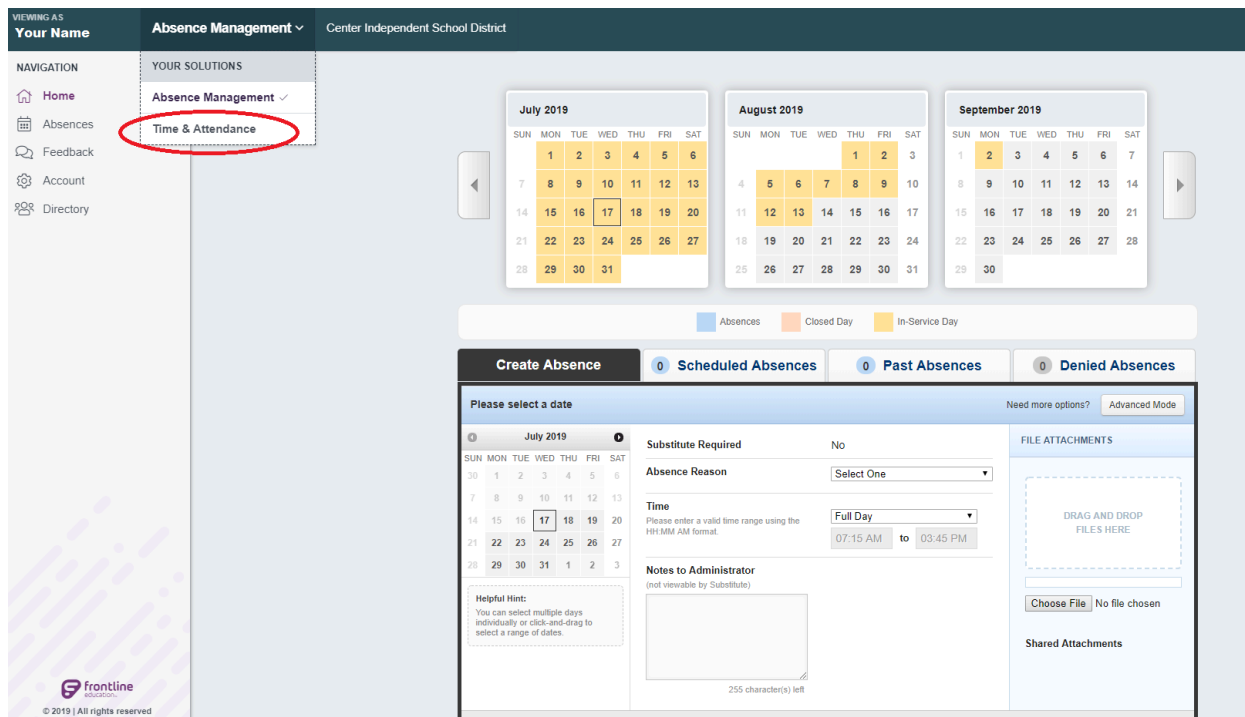 VIEWING AS
Your Name
Absence Management
Center Independent School District
NAVIGATION
Home
Absences
Feedback
Account
Directory
YOUR SOLUTIONS
Absence Management
Time & Attendance
July 2019
SUN MON TUE WED THU FRI SAT
1 2 3 4 5 6
7 8 9 10 11 12 13
14 15 16 17 18 19 20
21 22 23 24 25 26 27
28 29 30 31
August 2019
SUN MON TUE WED THU FRI SAT
1 2 3
4 5 6 7 8 9 10
11 12 13 14 15 16 17
18 19 20 21 22 23 24
25 26 27 28 29 30 31
September 2019
SUN MON TUE WED THU FRI SAT
1 2 3 4 5 6 7
8 9 10 11 12 13 14
15 16 17 18 19 20 21
22 23 24 25 26 27 28
29 30
Absences Closed Day In-Service Day
Create Absence
0 Scheduled Absences
0 Past Absences
0 Denied Absences
Please select a date
Need more options? Advanced Mode
July 2019
SUN MON TUE WED THU FRI SAT
30 1 2 3 4 5 6
7 8 9 10 11 12 13
14 15 16 17 18 19 20
21 22 23 24 25 26 27
28 29 30 31 1 2 3
Helpful Hint:
You can select multiple days
individually or click-and-drag to
select a range of dates.
Substitute Required No
Absence Reason Select One
Time
Please enter a valid time range using the
HH:MM AM format.
Full Day
07:15 AM to 03:45 PM
Notes to Administrator
(not viewable by Substitute)
255 character(s) left
FILE ATTACHMENTS
DRAG AND DROP
FILES HERE
Choose File No file chosen
Shared Attachments
frontline
education
© 2019 | All rights reserved